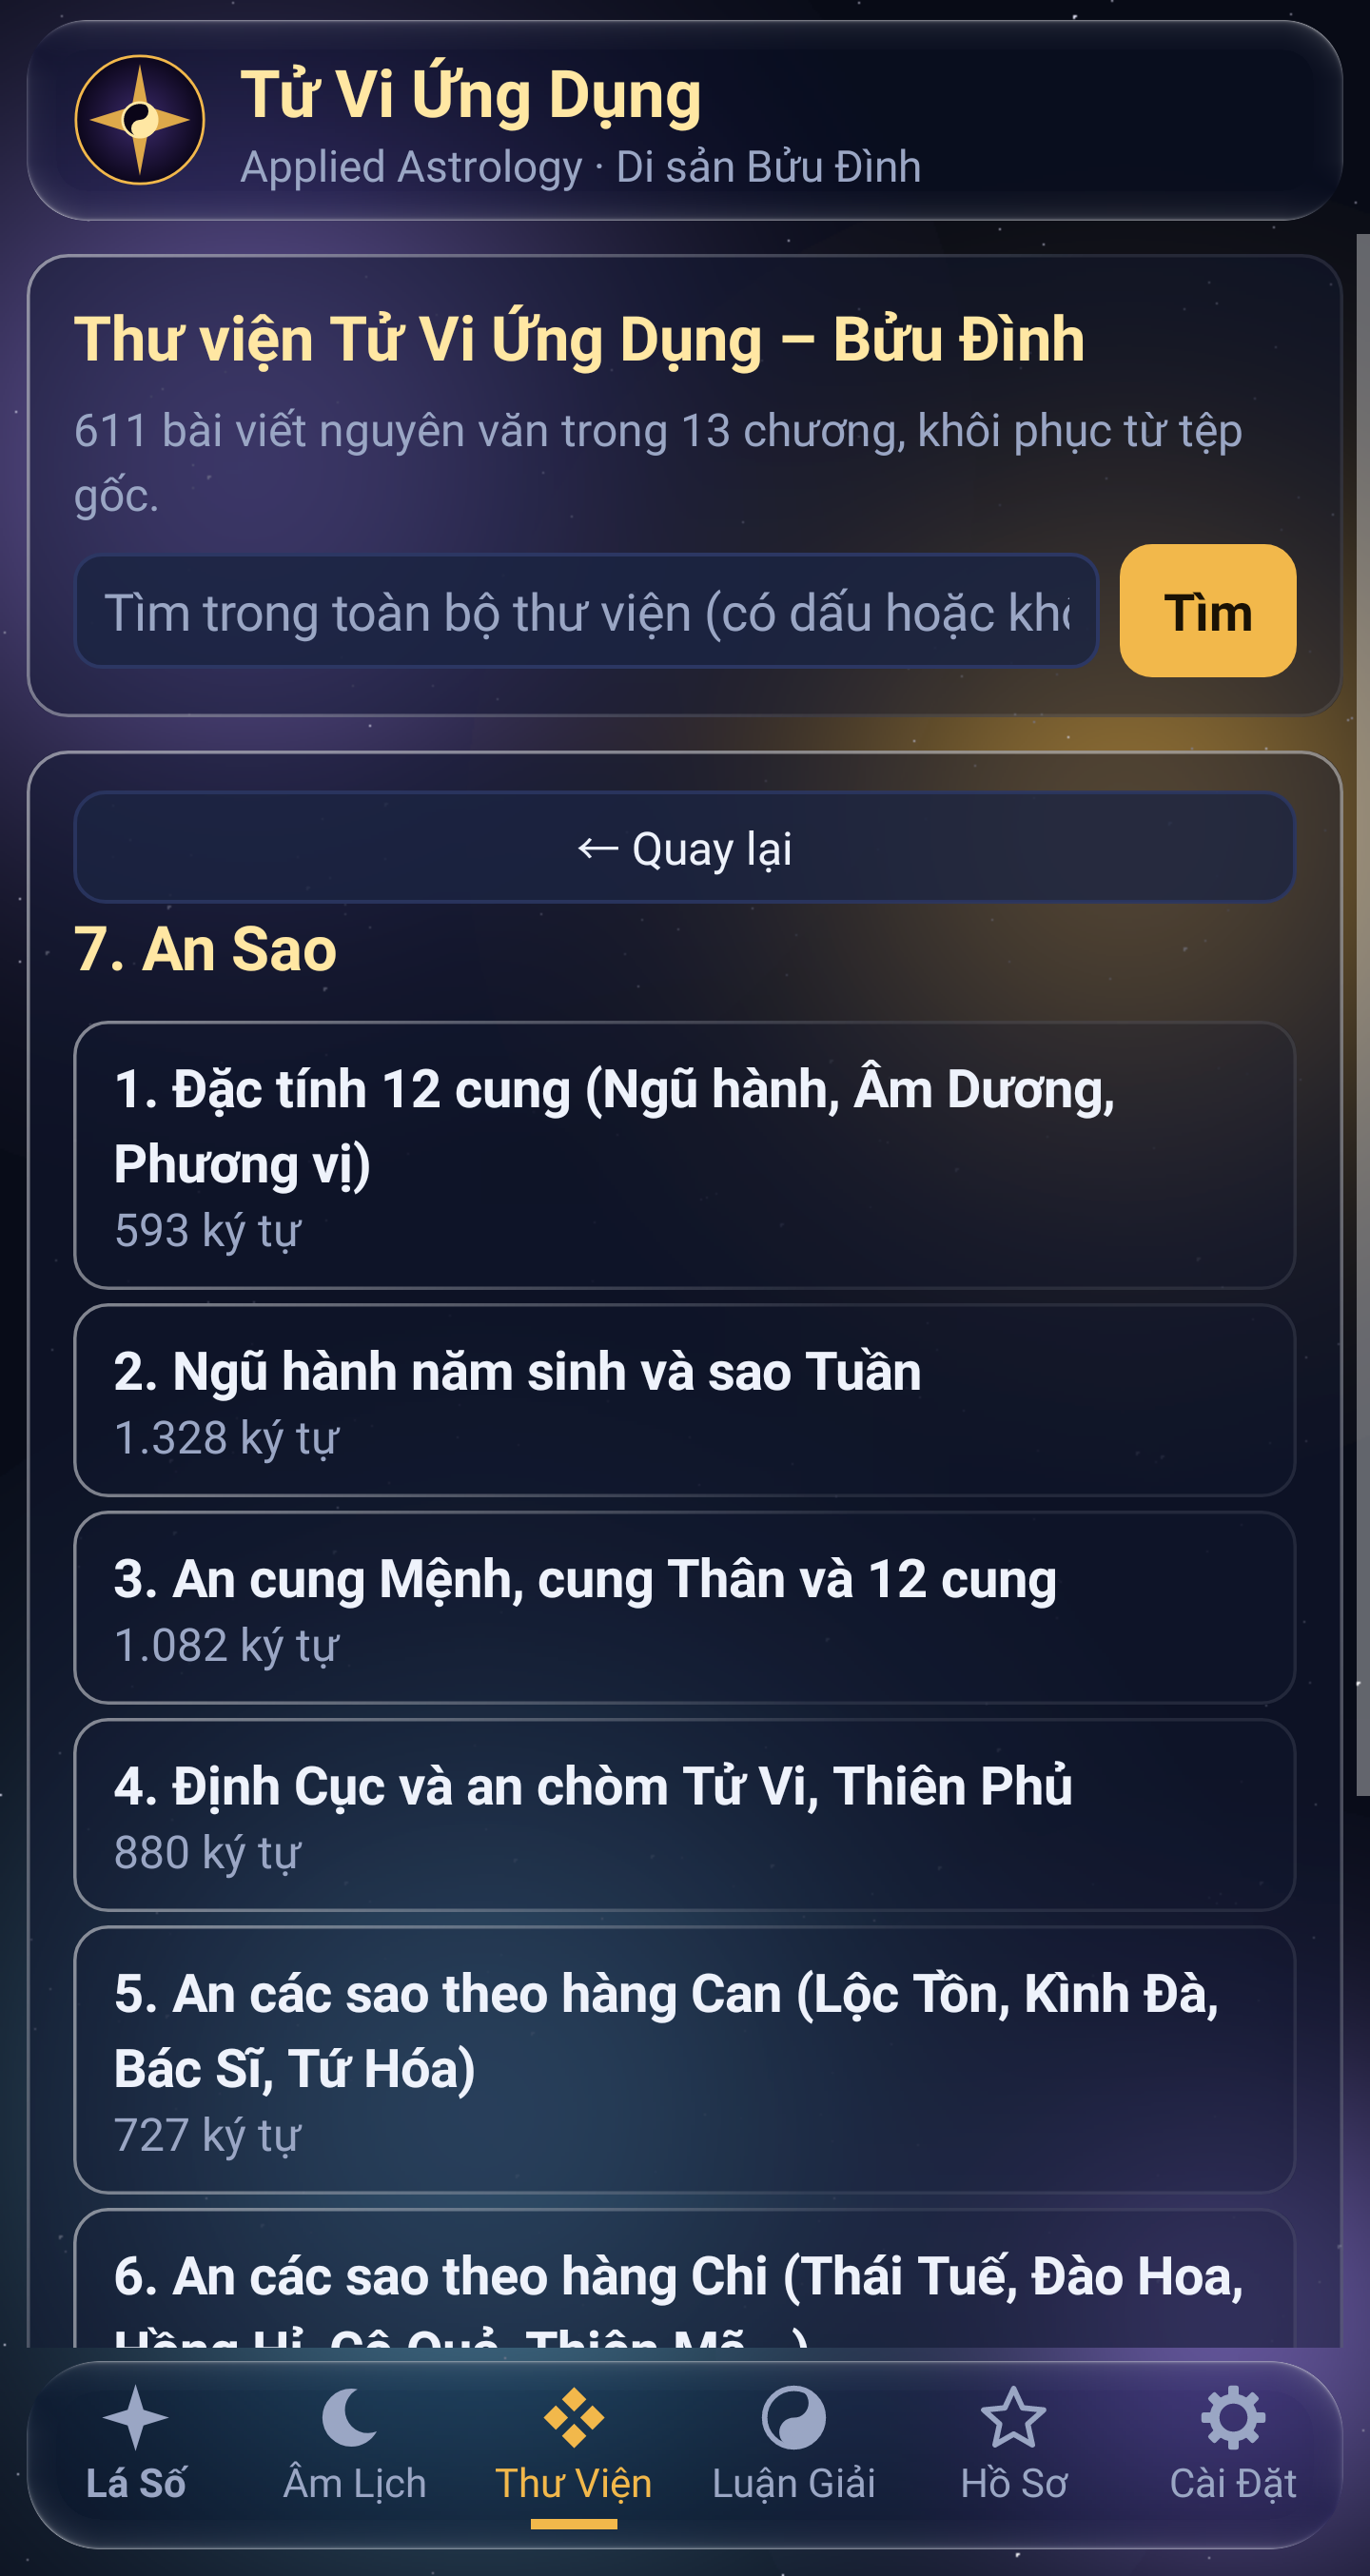 Tử Vi Ứng Dụng
Applied Astrology · Di sản Bửu Đình
Thư viện Tử Vi Ứng Dụng – Bửu Đình
611 bài viết nguyên văn trong 13 chương, khôi phục từ tệp
gốc.
Tìm trong toàn bộ thư viện (có dấu hoặc
Tìm
← Quay lại
7. An Sao
1. Đặc tính 12 cung (Ngũ hành, Âm Dương,
Phương vị)
593 ký tự
2. Ngũ hành năm sinh và sao Tuần
1.328 ký tự
3. An cung Mệnh, cung Thân và 12 cung
1.082 ký tự
4. Định Cục và an chòm Tử Vi, Thiên Phủ
880 ký tự
5. An các sao theo hàng Can (Lộc Tồn, Kình Đà,
Bác Sĩ, Tứ Hóa)
727 ký tự
6. An các sao theo hàng Chi (Thái Tuế, Đào Hoa,
Lá Số
Âm Lịch
Thư Viện
Luận Giải
Hồ Sơ
Cài Đặt